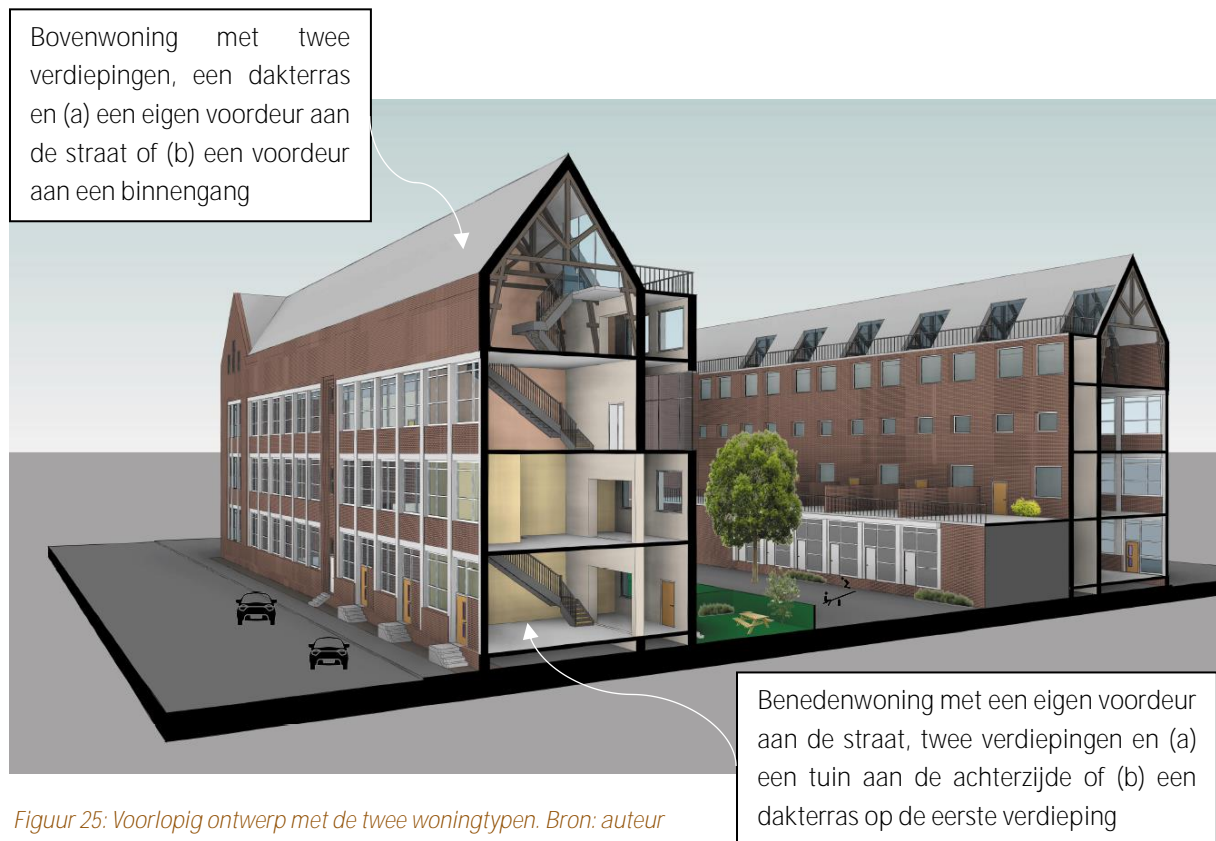 Bovenwoning met twee
verdiepingen, een dakterras
en (a) een eigen voordeur aan
de straat of (b) een voordeur
aan een binnengang
Benedenwoning met een eigen voordeur
aan de straat, twee verdiepingen en (a)
een tuin aan de achterzijde of (b) een
dakterras op de eerste verdieping
Figuur 25: Voorlopig ontwerp met de twee woningtypen. Bron: auteur